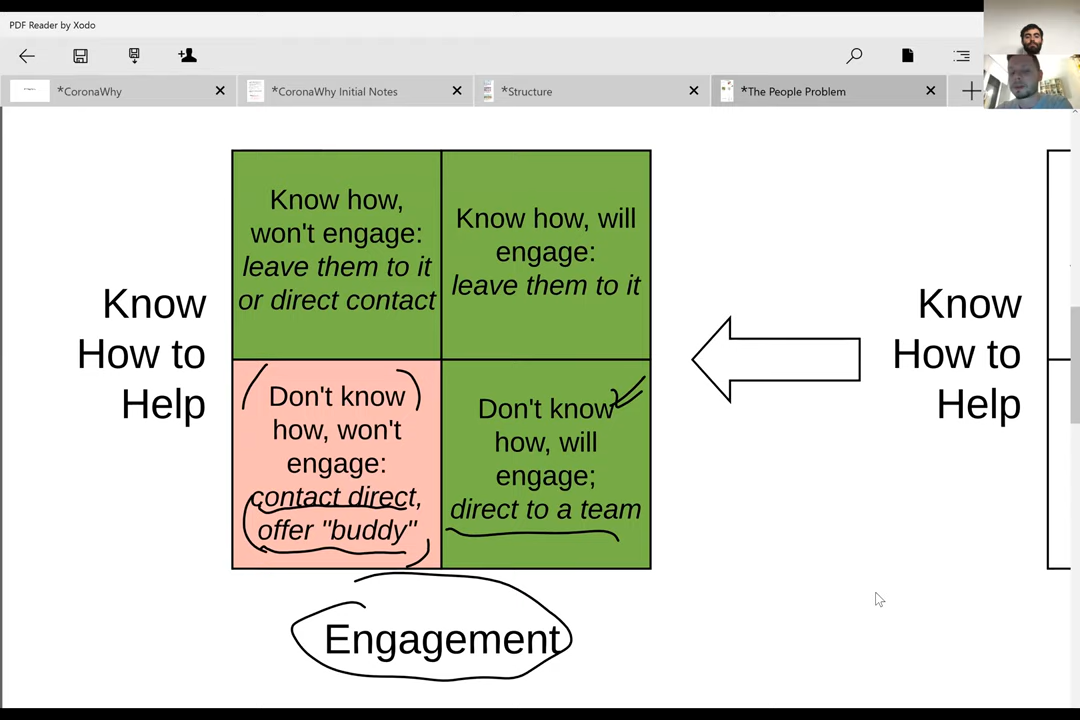 PDF Reader by Xodo
*CoronaWhy
*CoronaWhy Initial Notes
*Structure
*The People Problem
Know how,
won't engage:
leave them to it
or direct contact
Know how, will
engage:
leave them to it
Know
How to
Help
Know
How to
Help
Don't know
how, won't
engage:
contact direct,
offer "buddy"
Don't know
how, will
engage;
direct to a team
Engagement